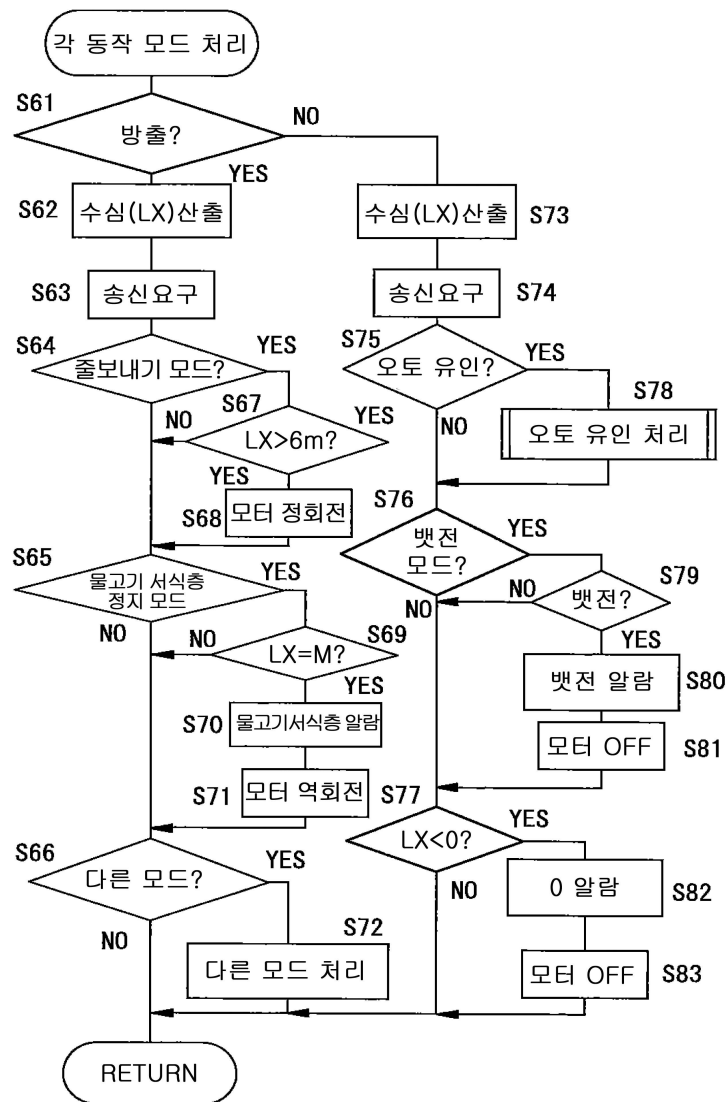 각 동작 모드 처리
S61
방출?
NO
YES
S62
수심(LX)산출
수심(LX)산출
S73
S63
송신요구
송신요구
S74
S64
줄보내기 모드?
YES
S75
오토 유인?
YES
NO
S67
LX>6m?
YES
NO
S78
오토 유인 처리
YES
S68
모터 정회전
S76
뱃전
모드?
YES
NO
S65
물고기 서식층
정지 모드
YES
NO
S79
뱃전?
NO
YES
NO
S69
LX=M?
YES
뱃전 알람
S80
S70
물고기서식층 알람
모터 OFF
S81
S71
모터 역회전
S77
LX<0?
YES
NO
S66
다른 모드?
YES
NO
0 알람
S82
S72
다른 모드 처리
모터 OFF
S83
RETURN